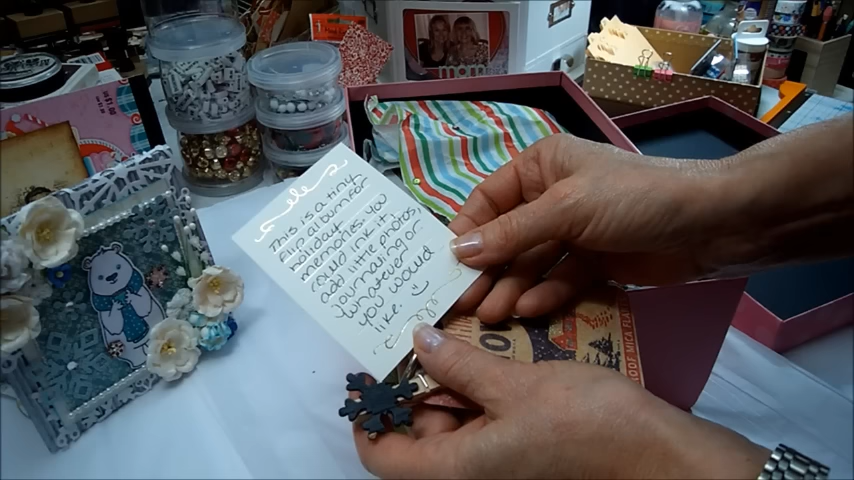 This is a tiny
flip album for
holiday
memories. You
could ink it,
add little photos,
journaling or
whatever
you would
like. :)